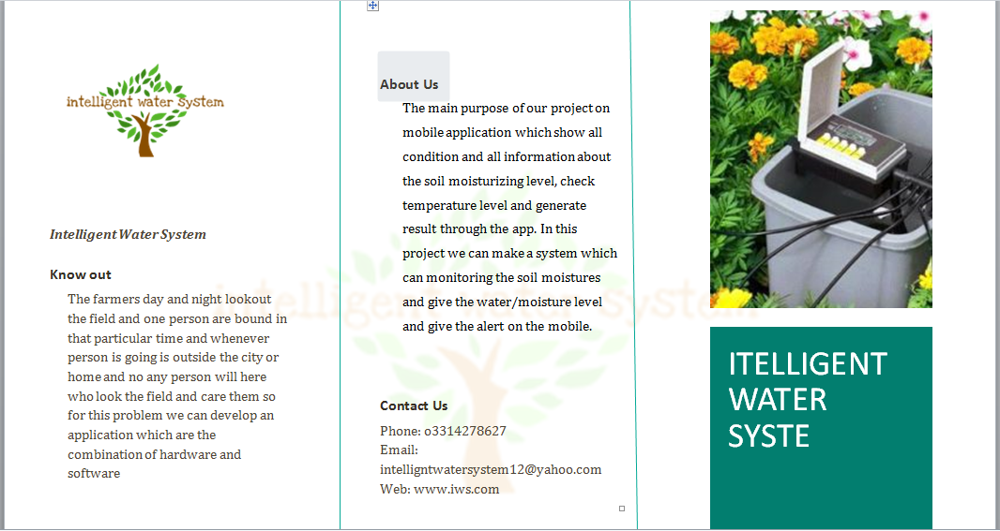 intelligent water system
Intelligent Water System
Know out
The farmers day and night lookout
the field and one person are bound in
that particular time and whenever
person is going is outside the city or
home and no any person will here
who look the field and care them so
for this problem we can develop an
application which are the
combination of hardware and
software
About Us
The main purpose of our project on
mobile application which show all
condition and all information about
the soil moisturizing level, check
temperature level and generate
result through the app. In this
project we can make a system which
can monitoring the soil moistures
and give the water/moisture level
and give the alert on the mobile.
intelligent water system
Contact Us
Phone: o3314278627
Email:
intelligntwatersystem12@yahoo.com
Web: www.iws.com
ITELLIGENT
WATER
SYSTE